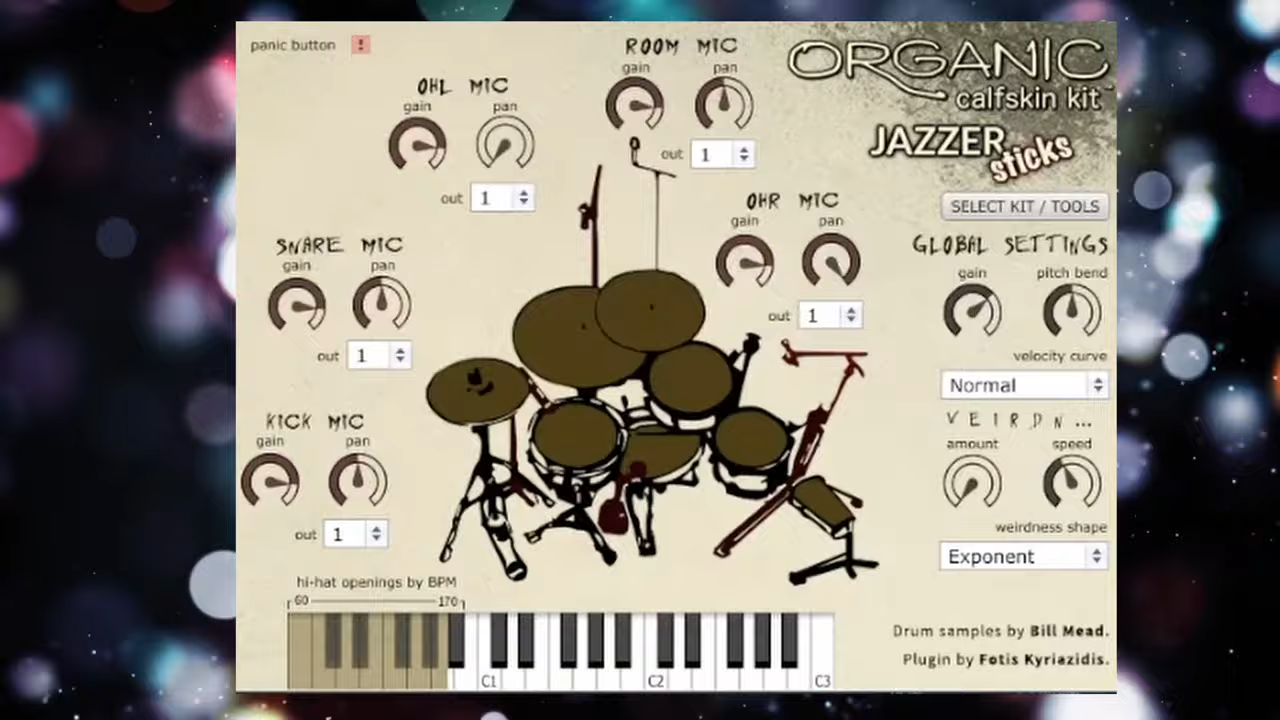 panic button !
ORGANIC
calfskin kit
JAZZER
sticks
SELECT KIT / TOOLS
ROOM MIC
gain pan
out 1
OHL MIC
gain pan
out 1
OHR MIC
gain pan
out 1
SNARE MIC
gain pan
out 1
KICK MIC
gain pan
out 1
GLOBAL SETTINGS
gain pitch bend
velocity curve
Normal
WEIRDN...
amount speed
weirdness shape
Exponent
hi-hat openings by BPM
60 170
C1 C2 C3
Drum samples by Bill Mead.
Plugin by Fotis Kyriazidis.